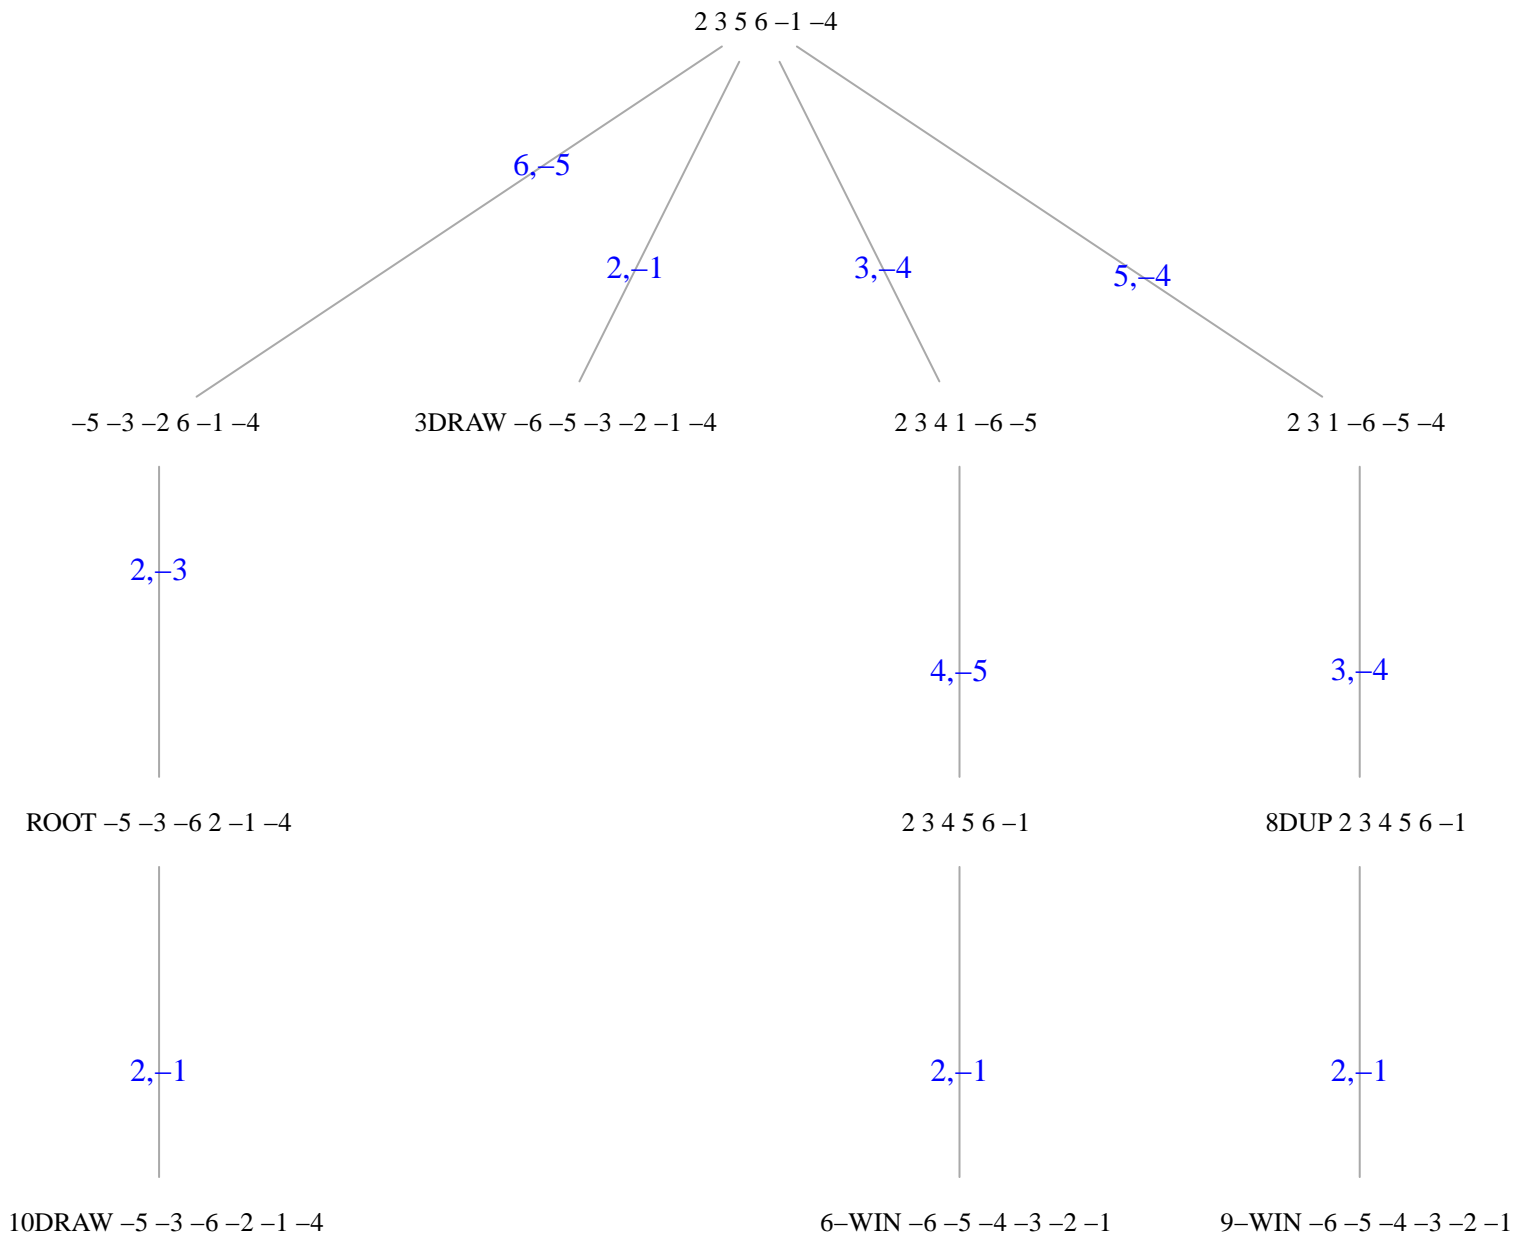 2 3 5 6 –1 –4
6,–5
2,–1
3,–4
5,–4
–5 –3 –2 6 –1 –4
3DRAW –6 –5 –3 –2 –1 –4
2 3 4 1 –6 –5
2 3 1 –6 –5 –4
2,–3
4,–5
3,–4
ROOT –5 –3 –6 2 –1 –4
2 3 4 5 6 –1
8DUP 2 3 4 5 6 –1
2,–1
2,–1
2,–1
10DRAW –5 –3 –6 –2 –1 –4
6–WIN –6 –5 –4 –3 –2 –1
9–WIN –6 –5 –4 –3 –2 –1